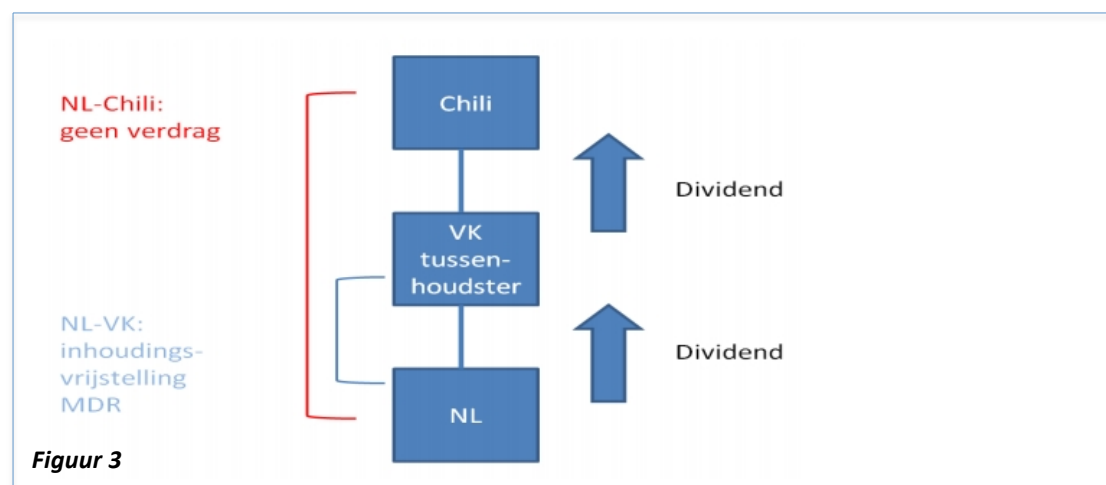 NL-Chili:
geen verdrag
Chili
Dividend
VK
tussen-
houdster
NL-VK:
inhoudings-
vrijstelling
MDR
Dividend
NL
Figuur 3